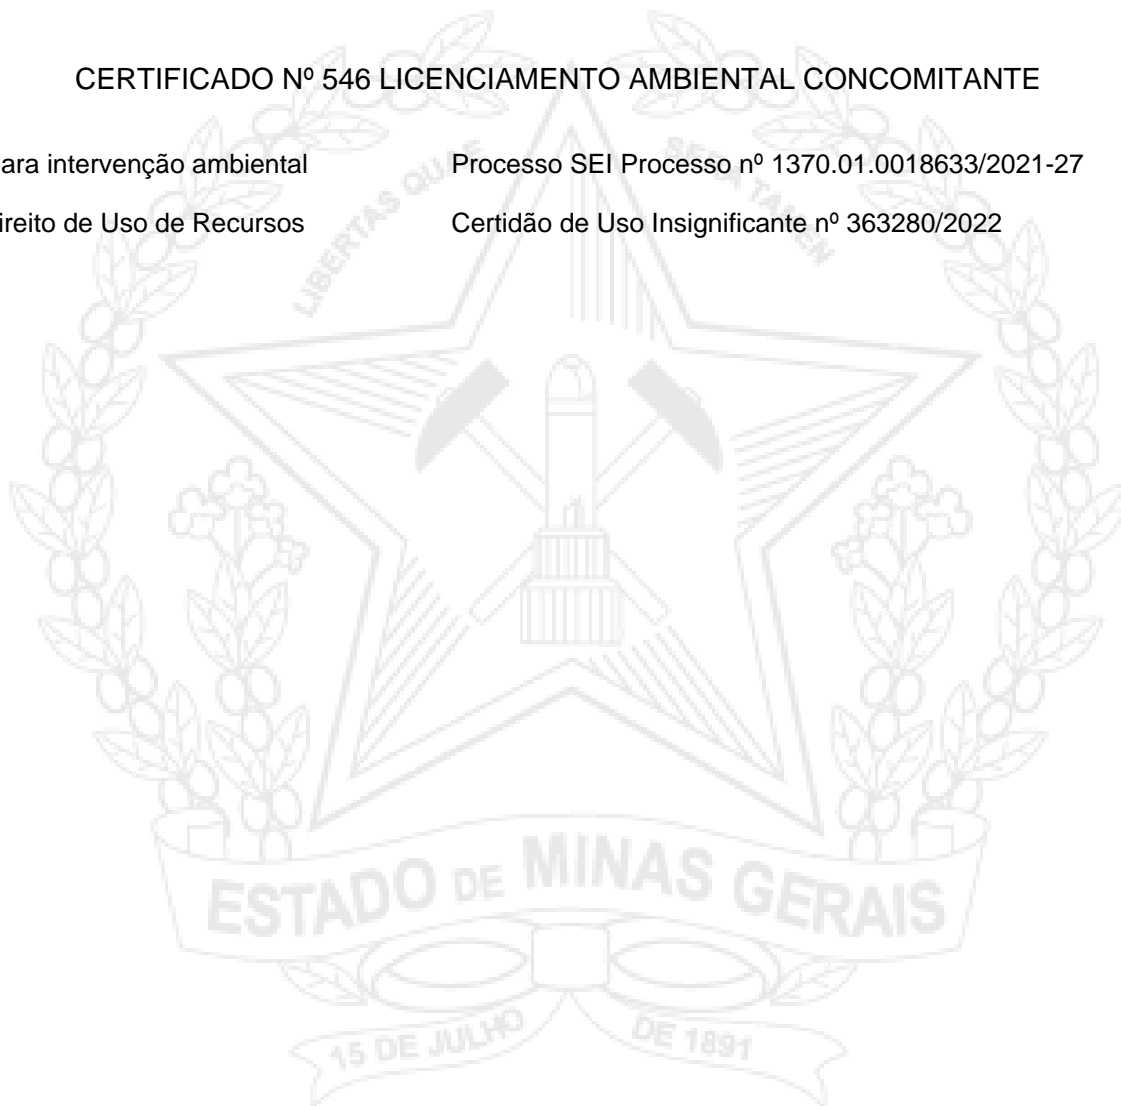 CERTIFICADO Nº 546 LICENCIAMENTO AMBIENTAL CONCOMITANTE
ara intervenção ambiental Processo SEI Processo nº 1370.01.0018633/2021-27
ireito de Uso de Recursos Certidão de Uso Insignificante nº 363280/2022
LIBERTAS QUAE SERA TAMEN
ESTADO DE MINAS GERAIS
15 DE JULHO DE 1891